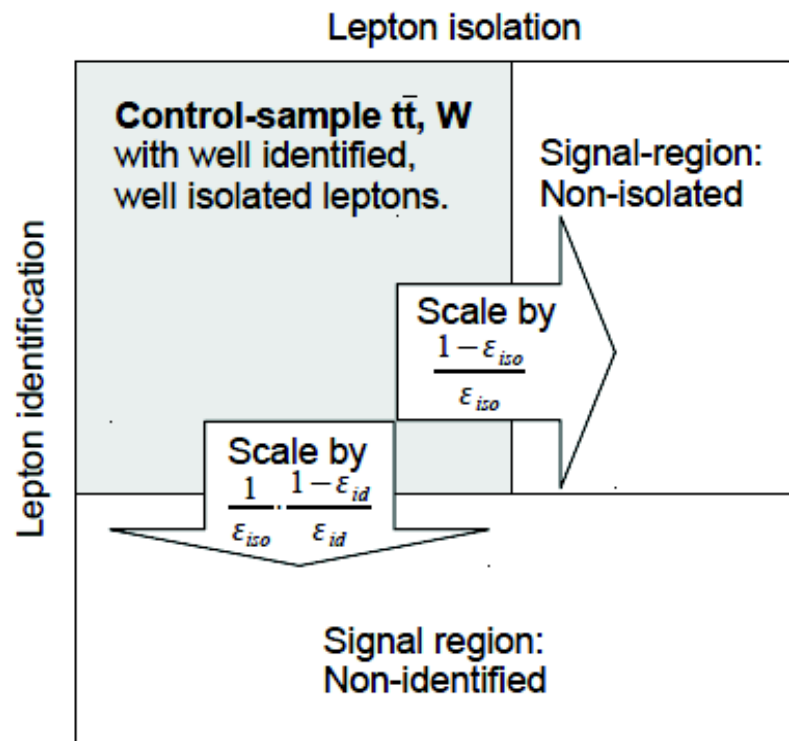 Lepton isolation
Control-sample tt̄, W
with well identified,
well isolated leptons.
Signal-region:
Non-isolated
Lepton identification
Scale by
1 − ε_iso
ε_iso
Scale by
1/ε_iso · (1 − ε_id)/ε_id
Signal region:
Non-identified